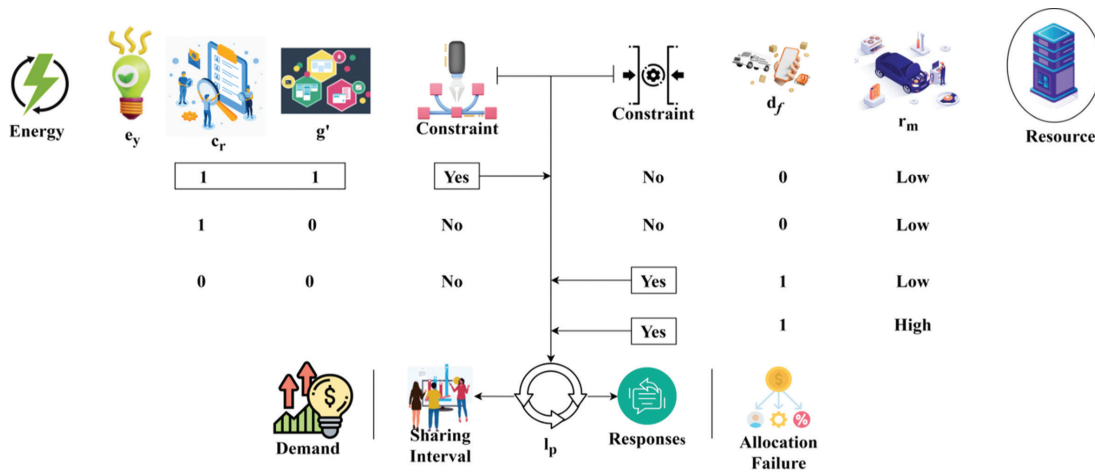 Energy
e_y
c_r
g'
Constraint
Constraint
d_f
r_m
Resource
1 1 Yes No 0 Low
1 0 No No 0 Low
0 0 No Yes 1 Low
Yes 1 High
Demand
Sharing
Interval
l_p
Responses
Allocation
Failure